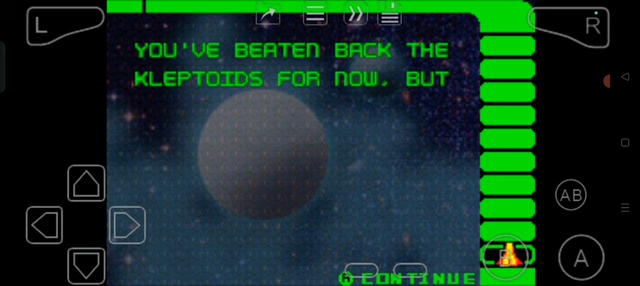 L
R
YOU'VE BEATEN BACK THE
KLEPTOIDS FOR NOW, BUT
AB
B
A
A CONTINUE